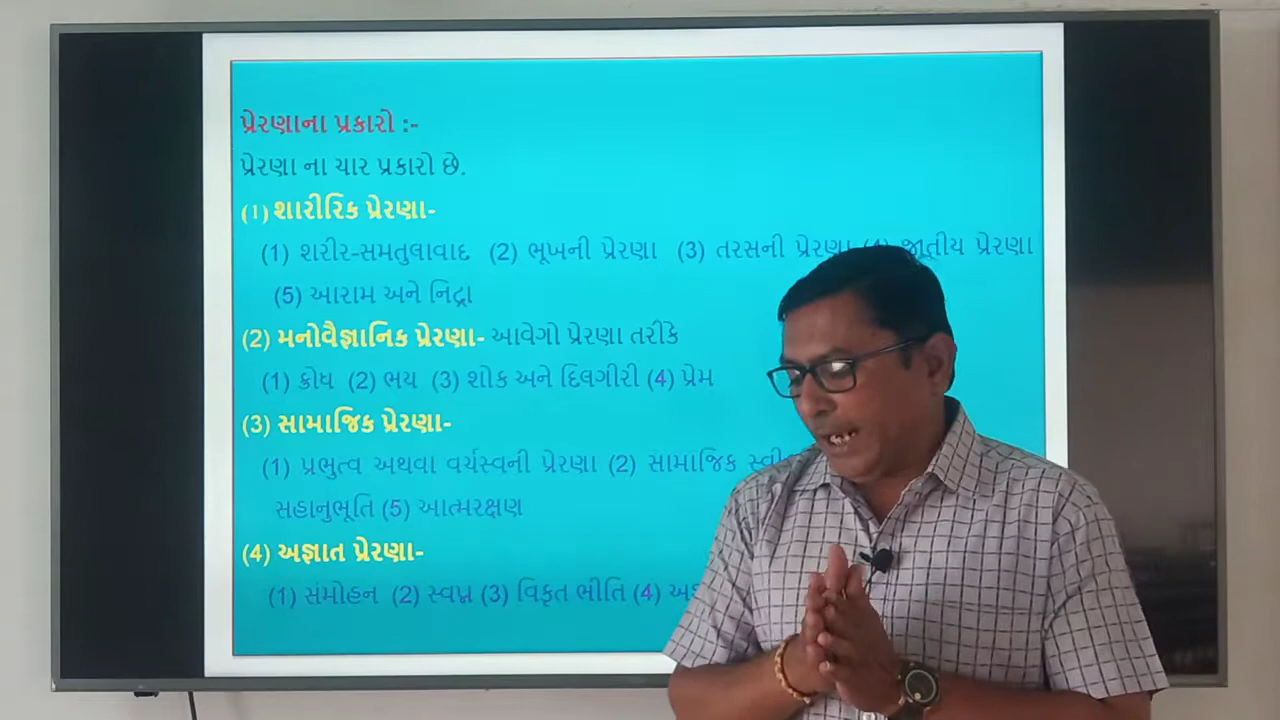 પ્રેરણાના પ્રકારો :-
પ્રેરણા ના ચાર પ્રકારો છે.
(1) શારીરિક પ્રેરણા-
(1) શરીર-સમતુલાવાદ (2) ભૂખની પ્રેરણા (3) તરસની પ્રેરણા (4) જાતીય પ્રેરણા
(5) આરામ અને નિદ્રા
(2) મનોવૈજ્ઞાનિક પ્રેરણા- આવેગો પ્રેરણા તરીકે
(1) ક્રોધ (2) ભય (3) શોક અને દિલગીરી (4) પ્રેમ
(3) સામાજિક પ્રેરણા-
(1) પ્રભુત્વ અથવા વર્ચસ્વની પ્રેરણા (2) સામાજિક
સહાનુભૂતિ (5) આત્મરક્ષણ
(4) અજ્ઞાત પ્રેરણા-
(1) સંમોહન (2) સ્વપ્ન (3) વિકૃત ભીતિ (4)